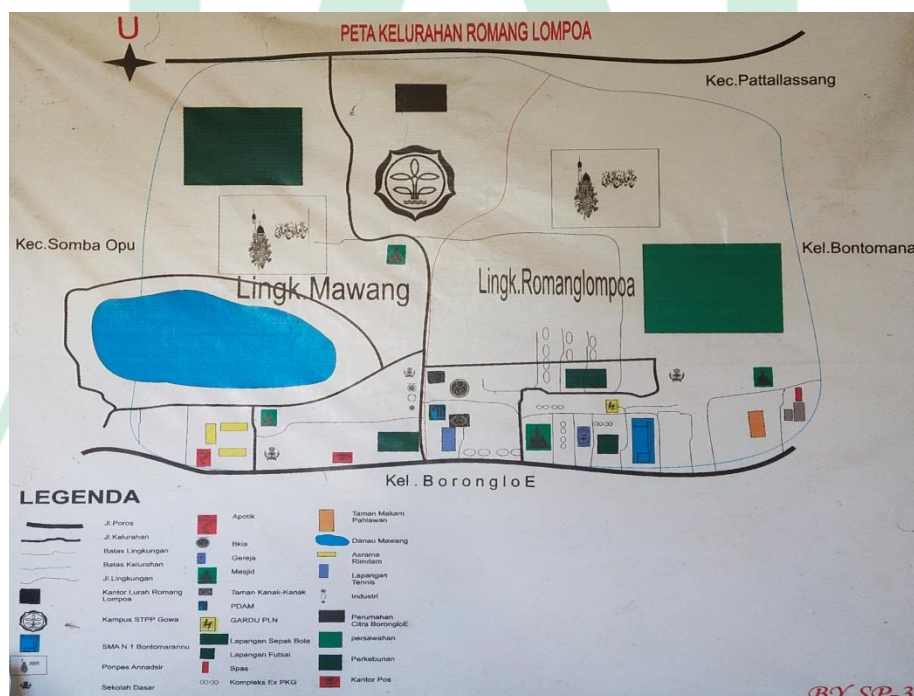 U
PETA KELURAHAN ROMANG LOMPOA
Kec.Pattallassang
Kec.Somba Opu
Kel.Bontomana
Lingk.Mawang
Lingk.Romanglompoa
Kel . BorongloE
LEGENDA
Jl.Poros
Jl.Kelurahan
Batas Lingkungan
Batas Kelurahan
Jl.Lingkungan
Kantor Lurah Romang
Lompoa
Kampus STPP Gowa
SMA N 1 Bontomarannu
Ponpes Annadsir
Sekolah Dasar
Apotik
Bkia
Gereja
Mesjid
Taman Kanak-Kanak
PDAM
GARDU PLN
Lapangan Sepak Bola
Lapangan Futsal
Spas
Kompleks Ex PKG
Taman Makam
Pahlawan
Danau Mawang
Asrama
Rimdam
Lapangan
Tennis
Industri
Perumahan
Citra BorongloE
persawahan
Perkebunan
Kantor Pos
BY SP-3